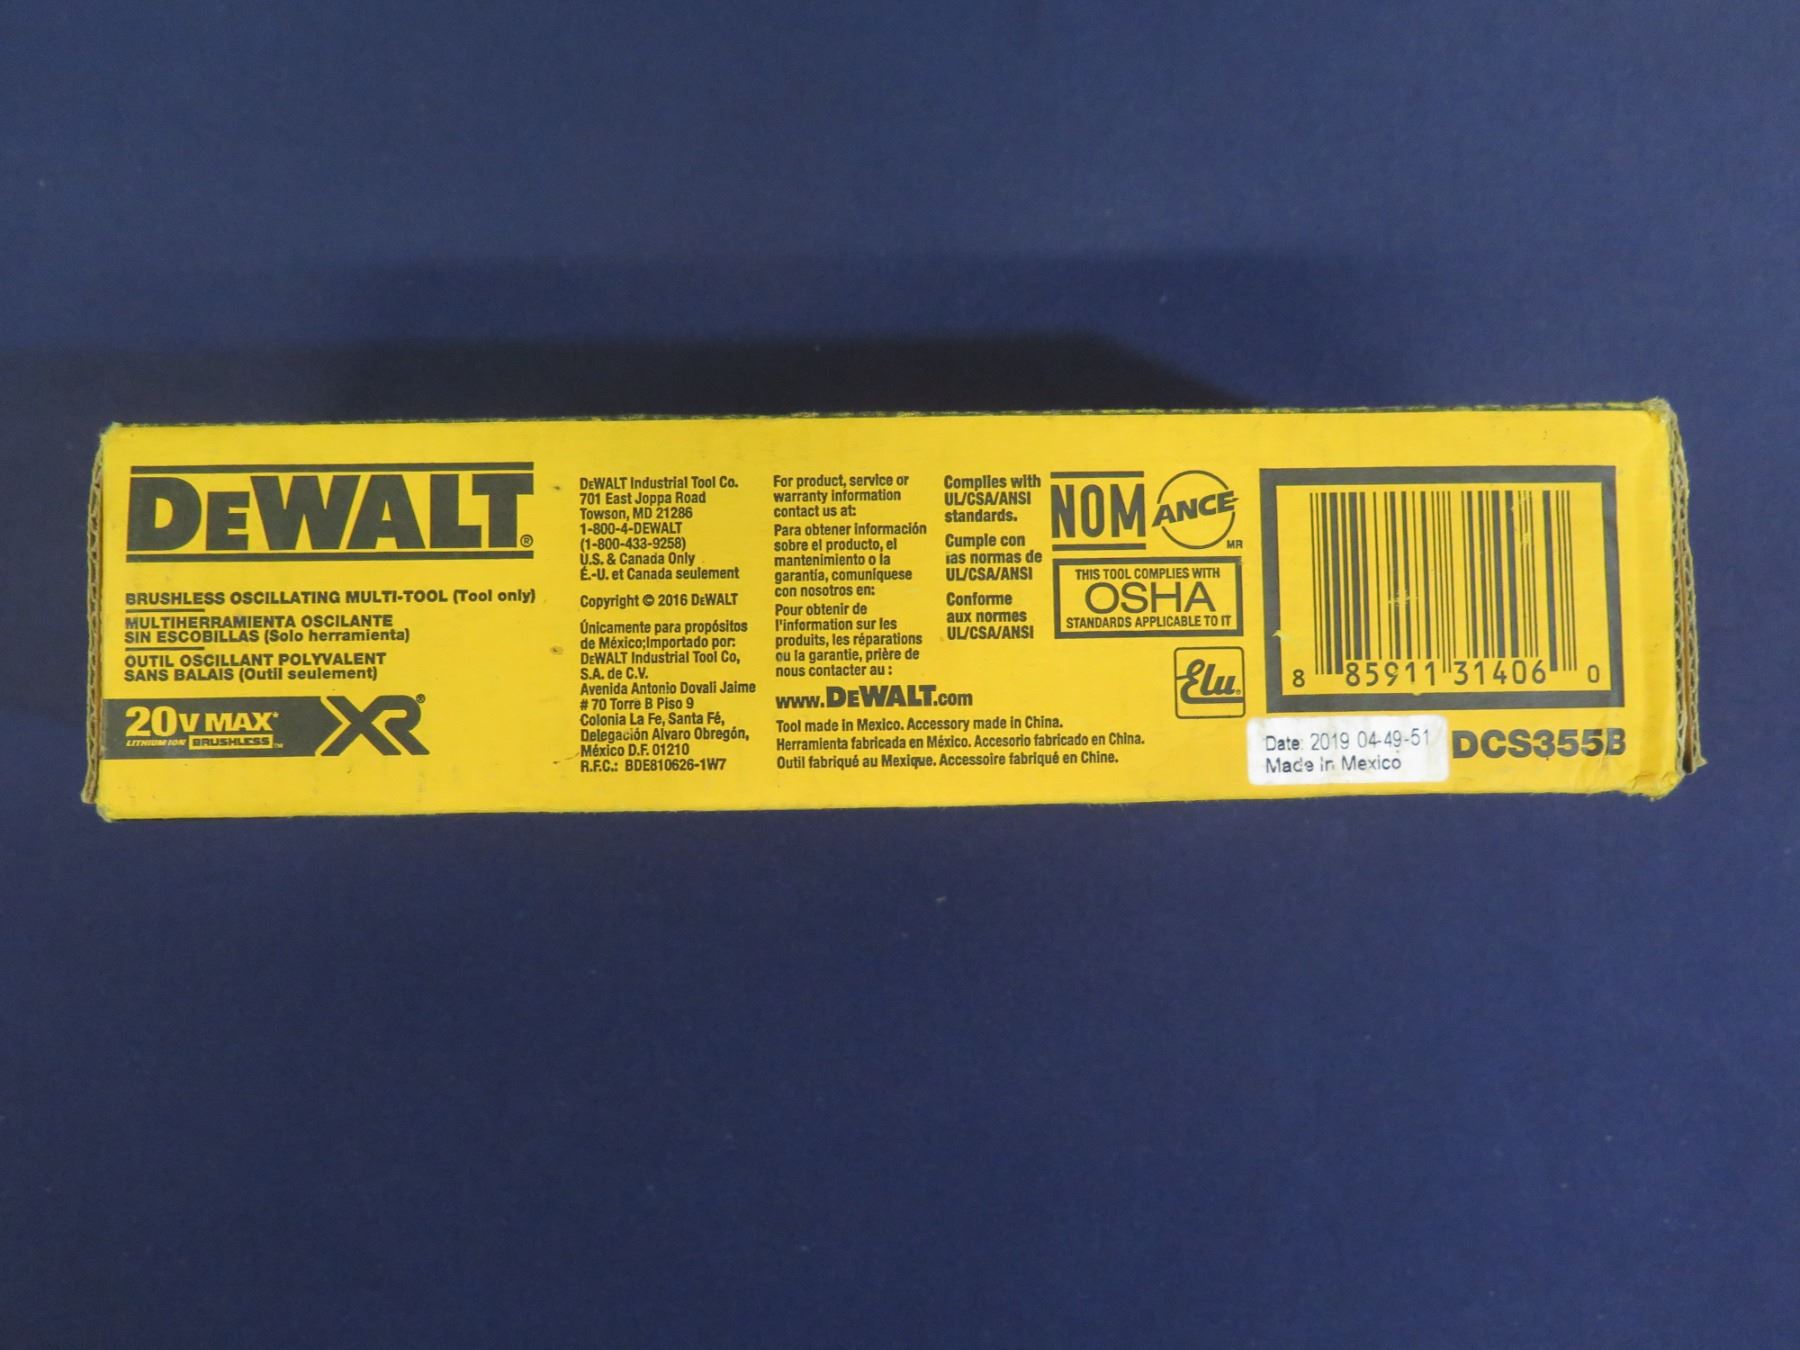 DEWALT®
BRUSHLESS OSCILLATING MULTI-TOOL (Tool only)
MULTIHERRAMIENTA OSCILANTE
SIN ESCOBILLAS (Solo herramienta)
OUTIL OSCILLANT POLYVALENT
SANS BALAIS (Outil seulement)
20V MAX*
LITHIUM ION BRUSHLESS™
XR®
DEWALT Industrial Tool Co.
701 East Joppa Road
Towson, MD 21286
1-800-4-DEWALT
(1-800-433-9258)
U.S. & Canada Only
É.-U. et Canada seulement
Copyright © 2016 DEWALT
Únicamente para propósitos
de México;Importado por:
DEWALT Industrial Tool Co,
S.A. de C.V.
Avenida Antonio Dovali Jaime
# 70 Torre B Piso 9
Colonia La Fe, Santa Fé,
Delegación Alvaro Obregón,
México D.F. 01210
R.F.C.: BDE810626-1W7
For product, service or
warranty information
contact us at:
Para obtener información
sobre el producto, el
mantenimiento o la
garantía, comuníquese
con nosotros en:
Pour obtenir de
l'information sur les
produits, les réparations
ou la garantie, prière de
nous contacter au :
www.DEWALT.com
Tool made in Mexico. Accessory made in China.
Herramienta fabricada en México. Accesorio fabricado en China.
Outil fabriqué au Mexique. Accessoire fabriqué en Chine.
Complies with
UL/CSA/ANSI
standards.
Cumple con
las normas de
UL/CSA/ANSI
Conforme
aux normes
UL/CSA/ANSI
NOM
ANCE
MR
THIS TOOL COMPLIES WITH
OSHA
STANDARDS APPLICABLE TO IT
Elu®
8 85911 31406 0
Date: 2019 04-49-51
Made In Mexico
DCS355B